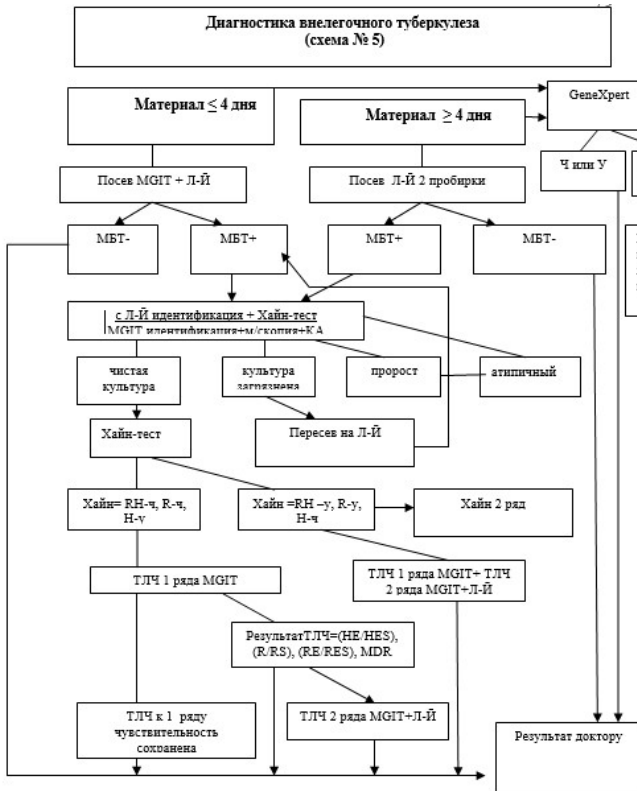 Диагностика внелегочного туберкулеза
(схема № 5)
Материал ≤ 4 дня
Материал ≥ 4 дня
GeneXpert
Ч или У
Посев MGIT + Л-Й
Посев Л-Й 2 пробирки
МБТ-
МБТ+
МБТ+
МБТ-
с Л-Й идентификация + Хайн-тест
MGIT идентификация+м/скопия+КА
чистая
культура
культура
загрязнена
пророст
атипичный
Хайн-тест
Пересев на Л-Й
Хайн= RH-ч, R-ч,
H-у
Хайн =RH –у, R-у,
H-ч
Хайн 2 ряд
ТЛЧ 1 ряда MGIT
ТЛЧ 1 ряда MGIT+ ТЛЧ
2 ряда MGIT+Л-Й
РезультатТЛЧ=(HE/HES),
(R/RS), (RE/RES), MDR
ТЛЧ к 1 ряду
чувствительность
сохранена
ТЛЧ 2 ряда MGIT+Л-Й
Результат доктору